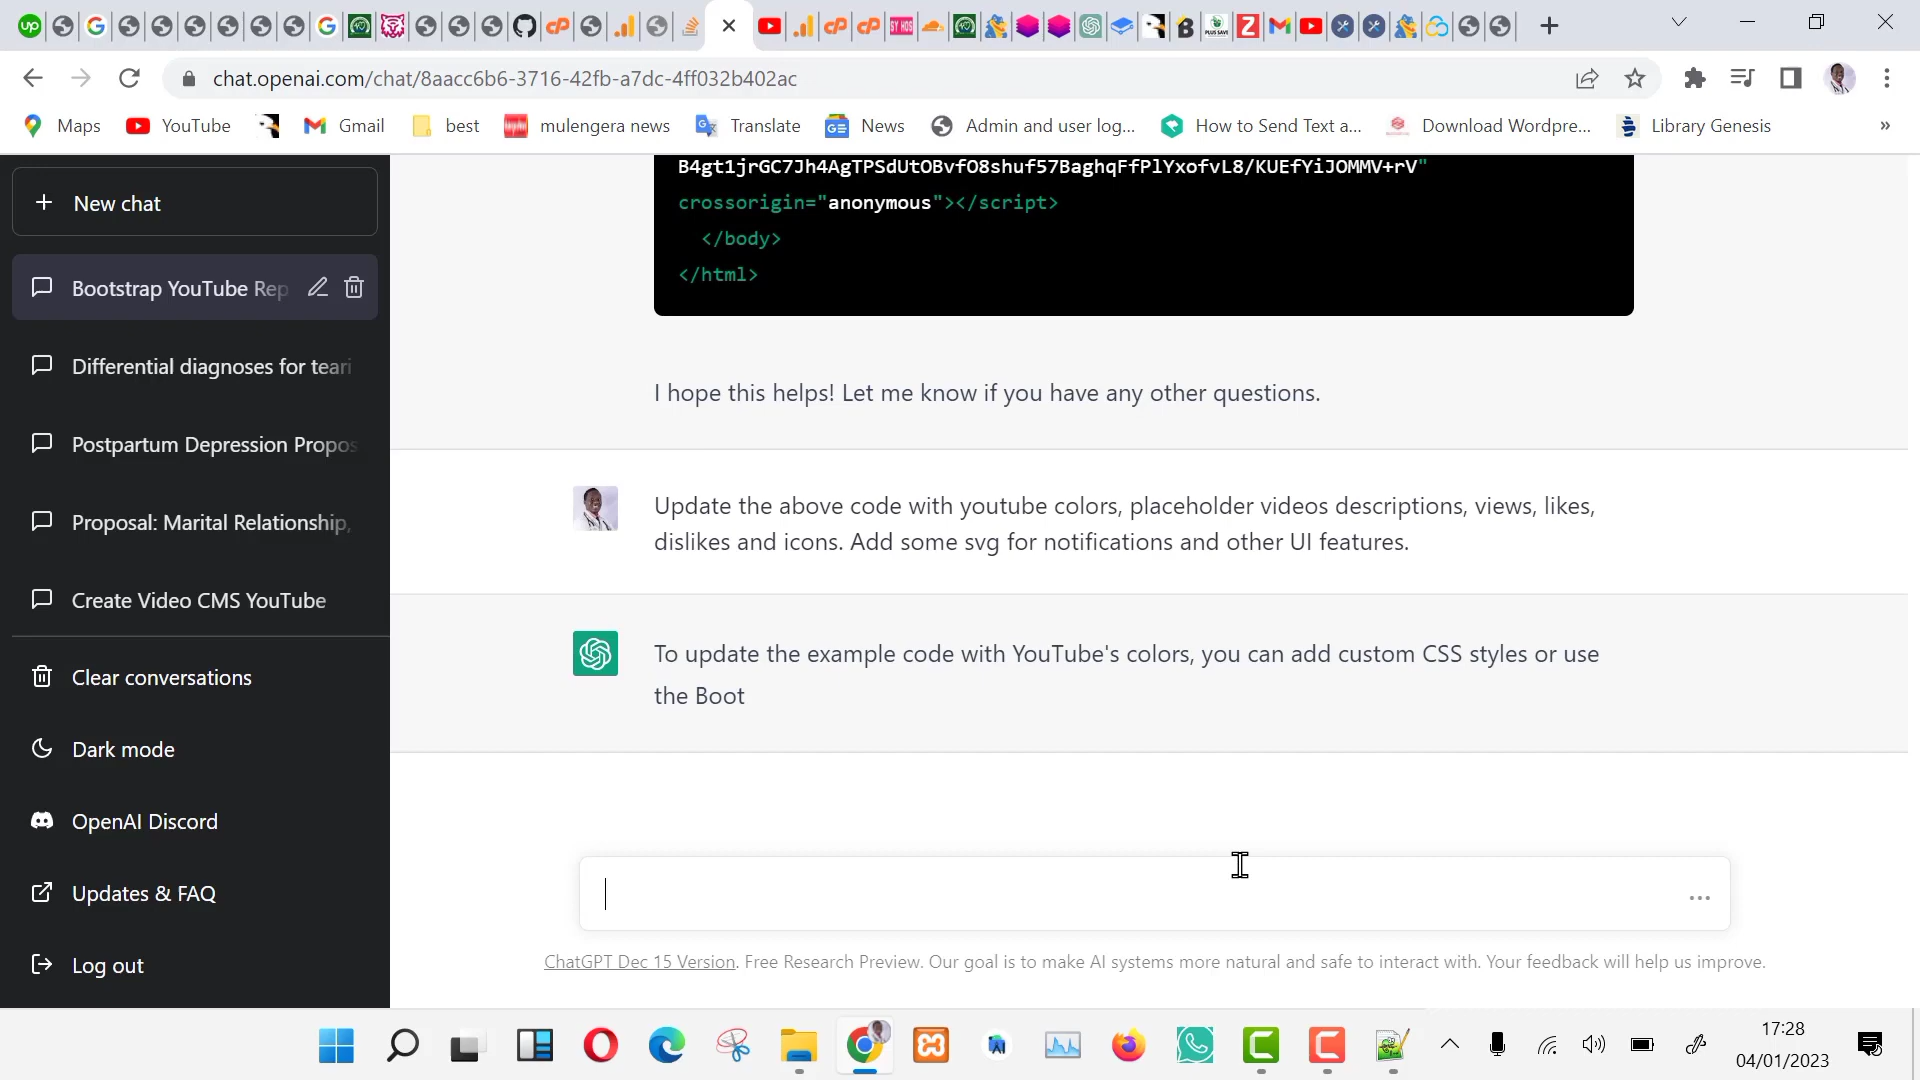 chat.openai.com/chat/8aacc6b6-3716-42fb-a7dc-4ff032b402ac
Maps
YouTube
Gmail
best
mulengera news
Translate
News
Admin and user log...
How to Send Text a...
Download Wordpre...
Library Genesis
»
New chat
Bootstrap YouTube Rep
Differential diagnoses for teari
Postpartum Depression Propos
Proposal: Marital Relationship,
Create Video CMS YouTube
Clear conversations
Dark mode
OpenAI Discord
Updates & FAQ
Log out
B4gt1jrGC7Jh4AgTPSdUtOBvfO8shuf57BaghqFfPlYxofvL8/KUEfYiJOMMV+rV"
crossorigin="anonymous"></script>
</body>
</html>
I hope this helps! Let me know if you have any other questions.
Update the above code with youtube colors, placeholder videos descriptions, views, likes,
dislikes and icons. Add some svg for notifications and other UI features.
To update the example code with YouTube's colors, you can add custom CSS styles or use
the Boot
ChatGPT Dec 15 Version. Free Research Preview. Our goal is to make AI systems more natural and safe to interact with. Your feedback will help us improve.
17:28
04/01/2023